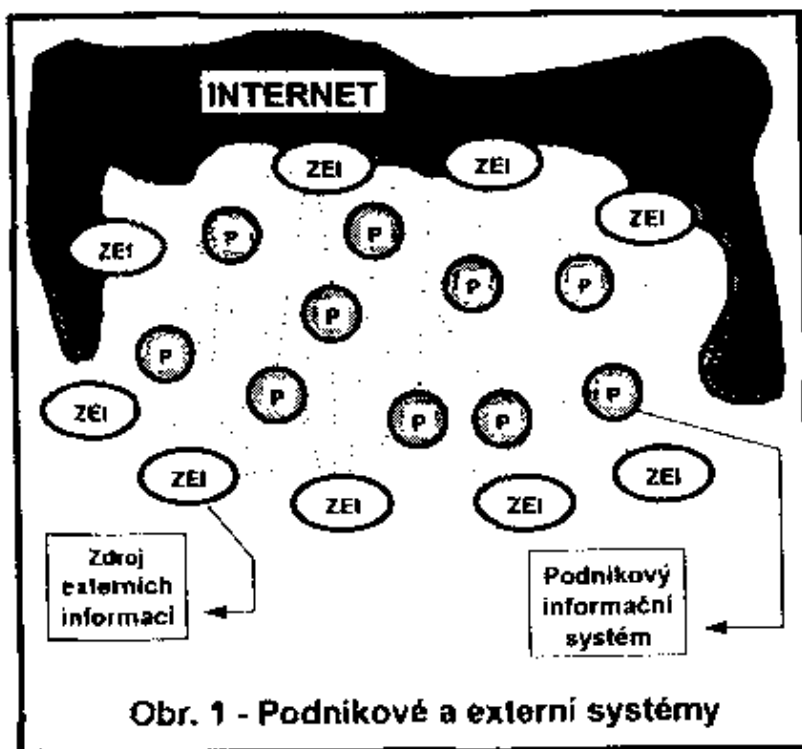 INTERNET
ZEI
ZEI
ZEI
ZEI
P
P
P
P
P
P
P
P
P
P
ZEI
ZEI
ZEI
ZEI
ZEI
Zdroj
externích
informací
Podnikový
informační
systém
Obr. 1 - Podnikové a externí systémy